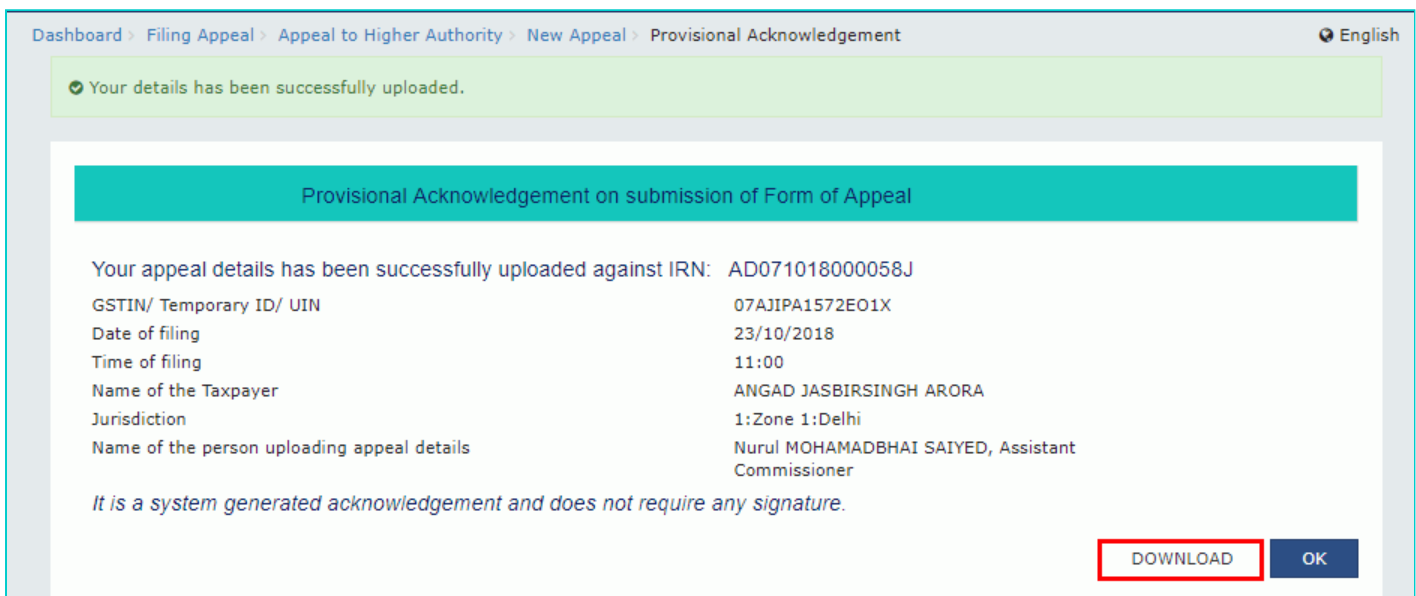 Dashboard > Filing Appeal > Appeal to Higher Authority > New Appeal > Provisional Acknowledgement English
Your details has been successfully uploaded.
Provisional Acknowledgement on submission of Form of Appeal
Your appeal details has been successfully uploaded against IRN: AD071018000058J
GSTIN/ Temporary ID/ UIN 07AJIPA1572EO1X
Date of filing 23/10/2018
Time of filing 11:00
Name of the Taxpayer ANGAD JASBIRSINGH ARORA
Jurisdiction 1:Zone 1:Delhi
Name of the person uploading appeal details Nurul MOHAMADBHAI SAIYED, Assistant
Commissioner
It is a system generated acknowledgement and does not require any signature.
DOWNLOAD OK